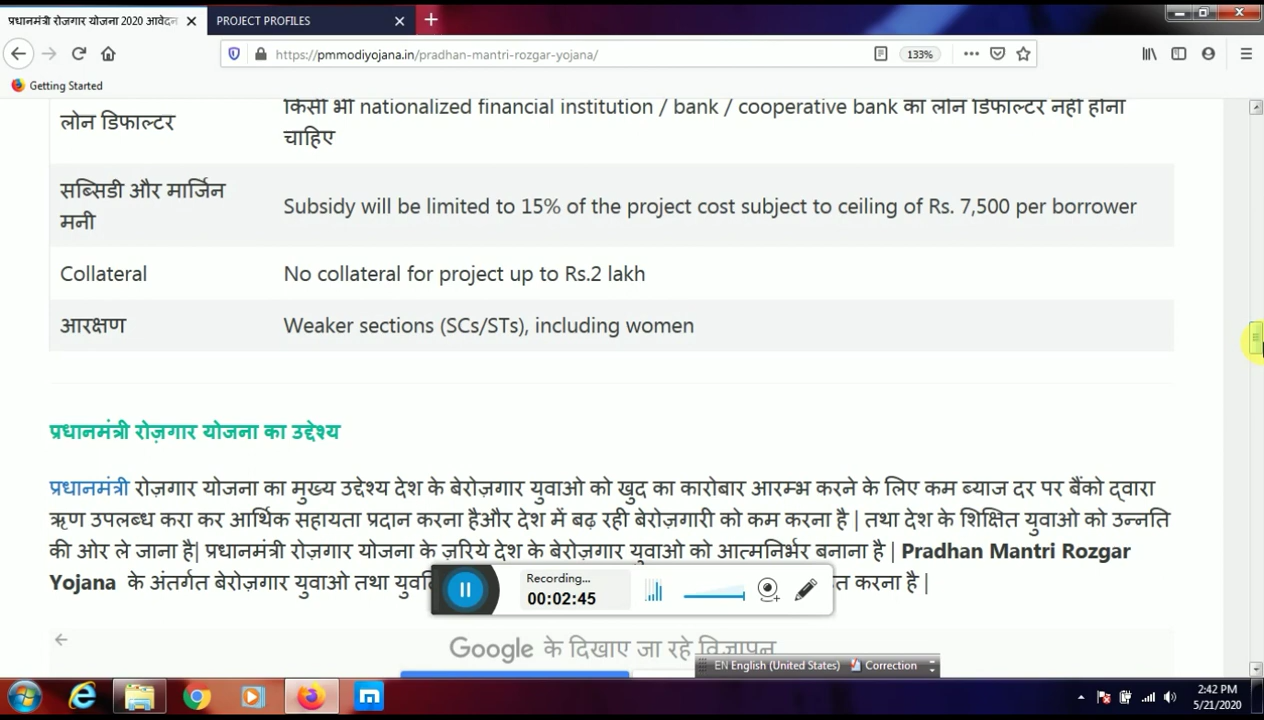 प्रधानमंत्री रोज़गार योजना 2020 आवेदन
PROJECT PROFILES
https://pmmodiyojana.in/pradhan-mantri-rozgar-yojana/
133%
Getting Started
लोन डिफाल्टर
किसी भी nationalized financial institution / bank / cooperative bank का लोन डिफाल्टर नहीं होना
चाहिए
सब्सिडी और मार्जिन
मनी
Subsidy will be limited to 15% of the project cost subject to ceiling of Rs. 7,500 per borrower
Collateral
No collateral for project up to Rs.2 lakh
आरक्षण
Weaker sections (SCs/STs), including women
प्रधानमंत्री रोज़गार योजना का उद्देश्य
प्रधानमंत्री रोज़गार योजना का मुख्य उद्देश्य देश के बेरोज़गार युवाओ को खुद का कारोबार आरम्भ करने के लिए कम ब्याज दर पर बैंको द्वारा
ऋण उपलब्ध करा कर आर्थिक सहायता प्रदान करना हैऔर देश में बढ़ रही बेरोज़गारी को कम करना है | तथा देश के शिक्षित युवाओ को उन्नति
की ओर ले जाना है| प्रधानमंत्री रोज़गार योजना के ज़रिये देश के बेरोज़गार युवाओ को आत्मनिर्भर बनाना है | Pradhan Mantri Rozgar
Yojana के अंतर्गत बेरोज़गार युवाओ तथा करना है |
Recording...
00:02:45
Google के दिखाए जा रहे विज्ञापन
EN English (United States) Correction
2:42 PM
5/21/2020